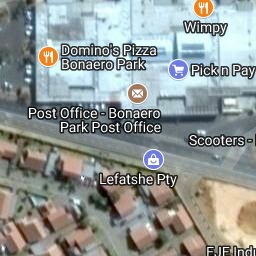 Wimpy
Domino's Pizza
Bonaero Park
Pick n Pay
Post Office - Bonaero
Park Post Office
Scooters -
Lefatshe Pty